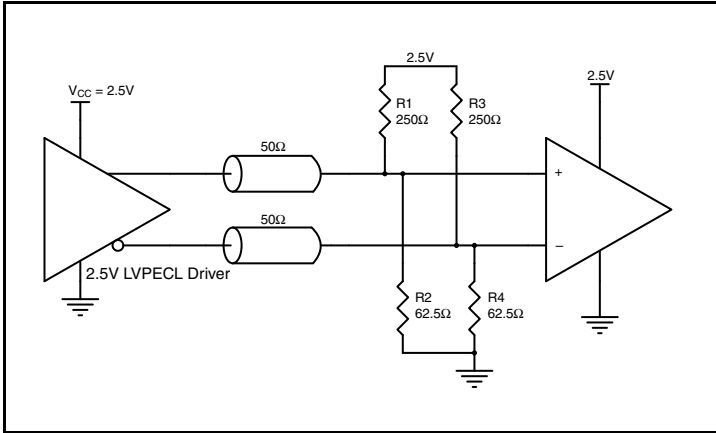 2.5V
V_CC = 2.5V
2.5V
R1
250Ω
R3
250Ω
50Ω
+
50Ω
–
2.5V LVPECL Driver
R2
62.5Ω
R4
62.5Ω